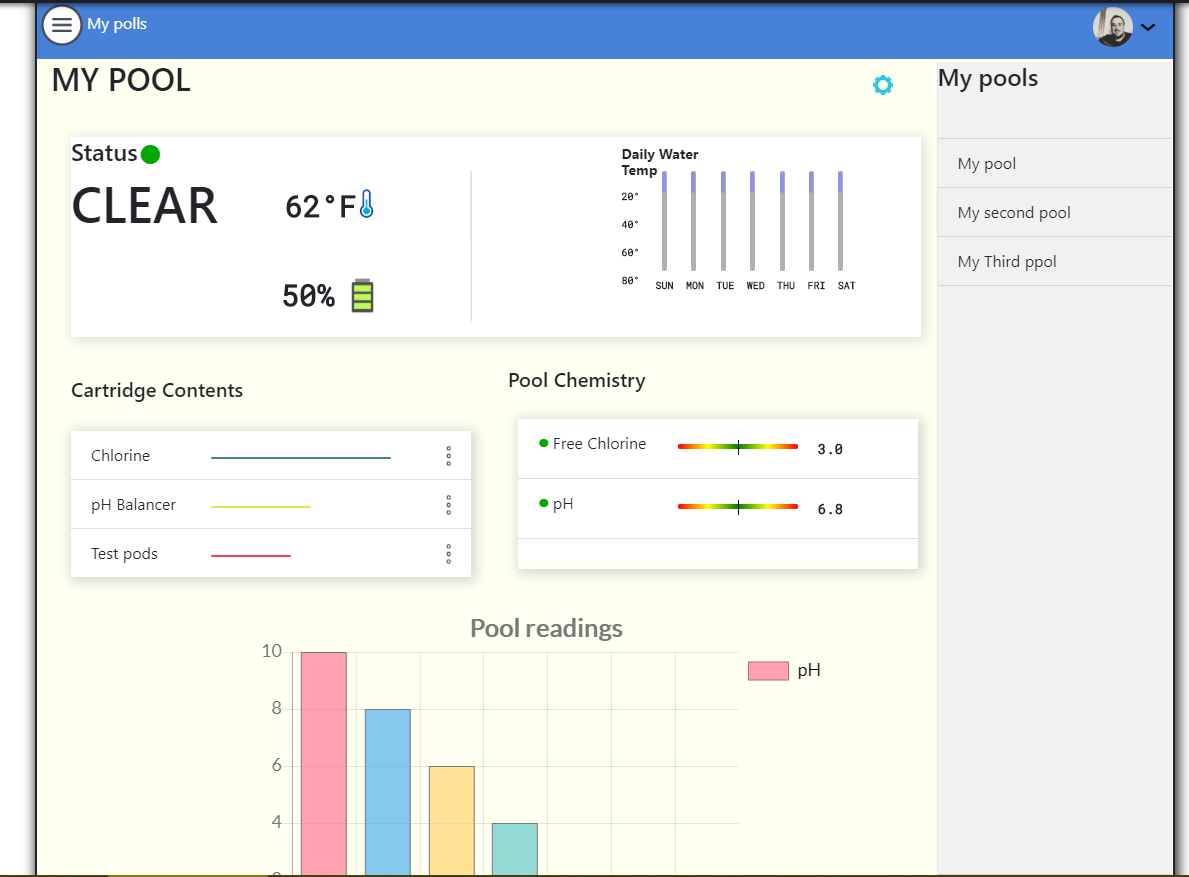 My polls
MY POOL
My pools
Status
CLEAR
62°F
50%
Daily Water
Temp
20°
40°
60°
80°
SUN MON TUE WED THU FRI SAT
My pool
My second pool
My Third ppol
Cartridge Contents
Chlorine
pH Balancer
Test pods
Pool Chemistry
Free Chlorine 3.0
pH 6.8
Pool readings
10
8
6
4
pH